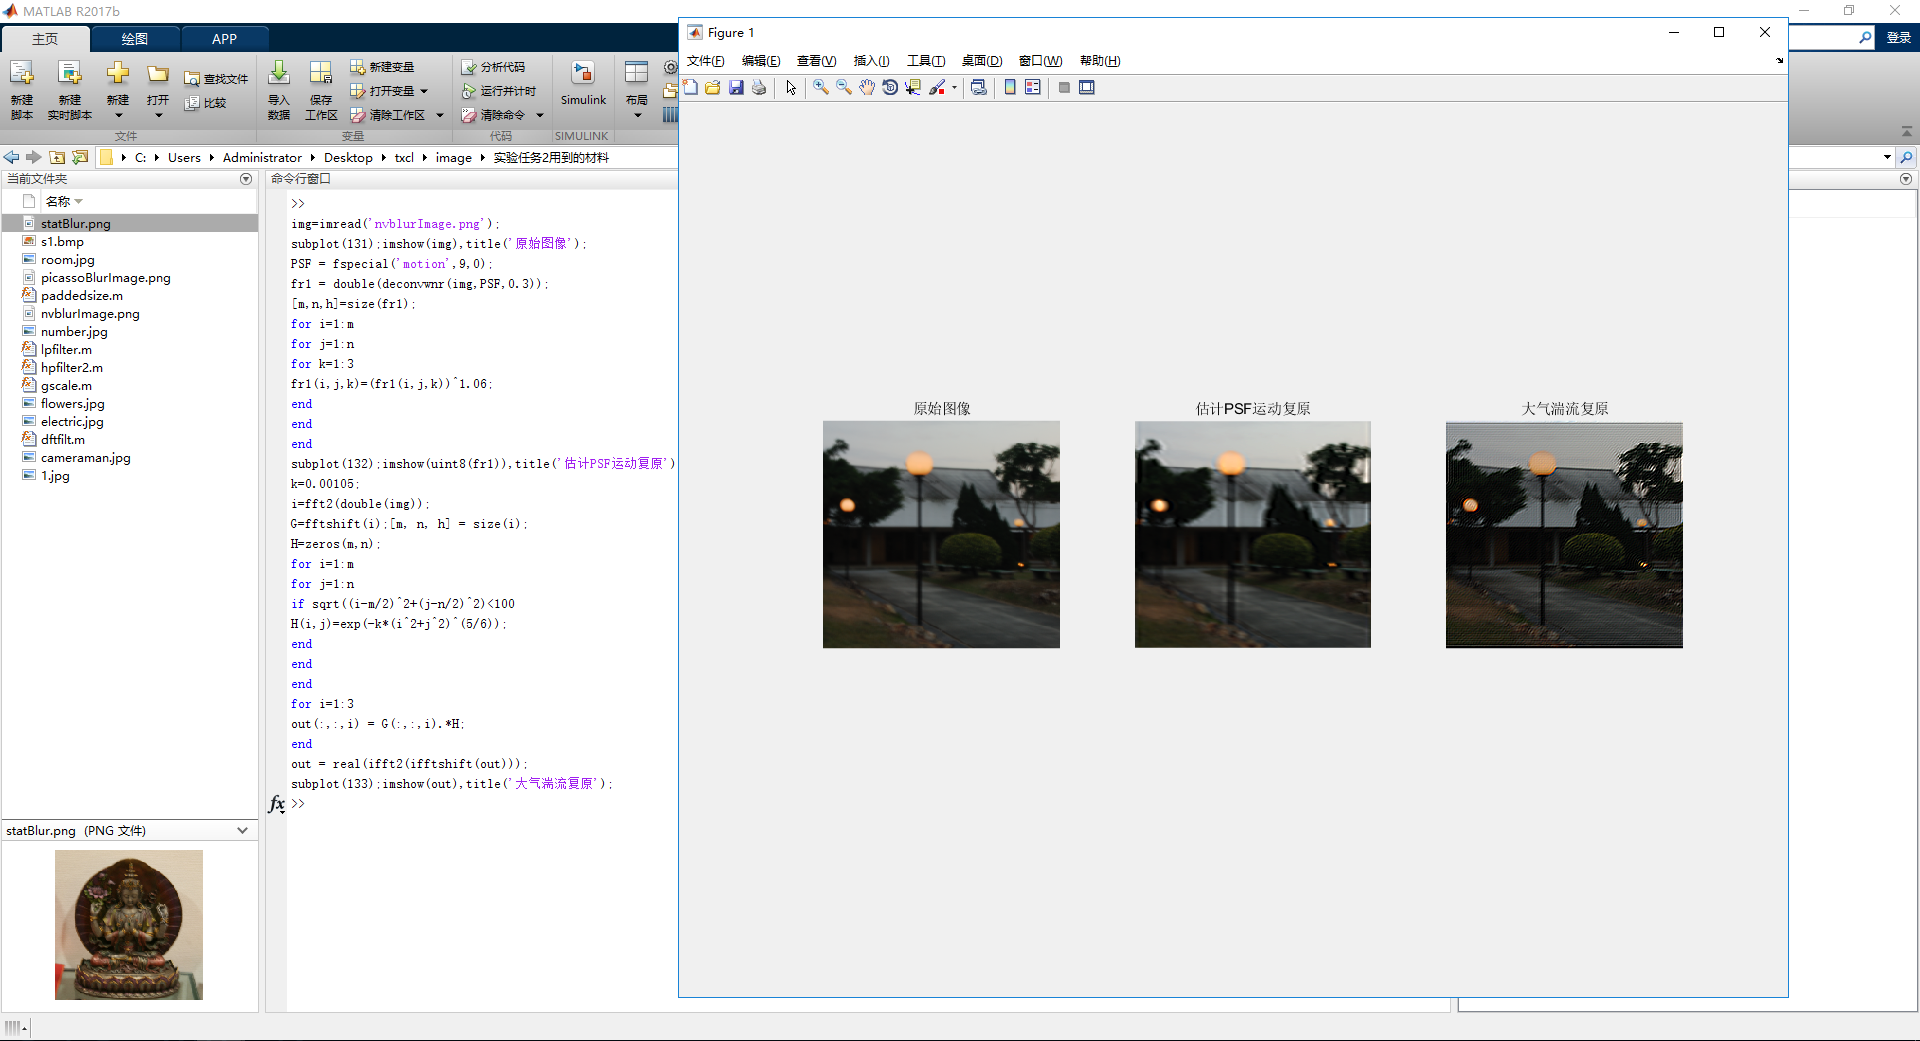 MATLAB R2017b
主页
绘图
APP
登录
新建
脚本
新建
实时脚本
新建
打开
查找文件
比较
文件
导入
数据
保存
工作区
新建变量
打开变量
清除工作区
变量
分析代码
运行并计时
清除命令
代码
Simulink
SIMULINK
布局
C:
Users
Administrator
Desktop
txcl
image
实验任务2用到的材料
当前文件夹
名称
statBlur.png
s1.bmp
room.jpg
picassoBlurImage.png
paddedsize.m
nvblurImage.png
number.jpg
lpfilter.m
hpfilter2.m
gscale.m
flowers.jpg
electric.jpg
dftfilt.m
cameraman.jpg
1.jpg
statBlur.png (PNG 文件)
命令行窗口
>>
img=imread('nvblurImage.png');
subplot(131);imshow(img),title('原始图像');
PSF = fspecial('motion',9,0);
fr1 = double(deconvwnr(img,PSF,0.3));
[m,n,h]=size(fr1);
for i=1:m
for j=1:n
for k=1:3
fr1(i,j,k)=(fr1(i,j,k))^1.06;
end
end
end
subplot(132);imshow(uint8(fr1)),title('估计PSF运动复原')
k=0.00105;
i=fft2(double(img));
G=fftshift(i);[m, n, h] = size(i);
H=zeros(m,n);
for i=1:m
for j=1:n
if sqrt((i-m/2)^2+(j-n/2)^2)<100
H(i,j)=exp(-k*(i^2+j^2)^(5/6));
end
end
end
for i=1:3
out(:,:,i) = G(:,:,i).*H;
end
out = real(ifft2(ifftshift(out)));
subplot(133);imshow(out),title('大气湍流复原');
fx >>
Figure 1
文件(F) 编辑(E) 查看(V) 插入(I) 工具(T) 桌面(D) 窗口(W) 帮助(H)
原始图像
估计PSF运动复原
大气湍流复原